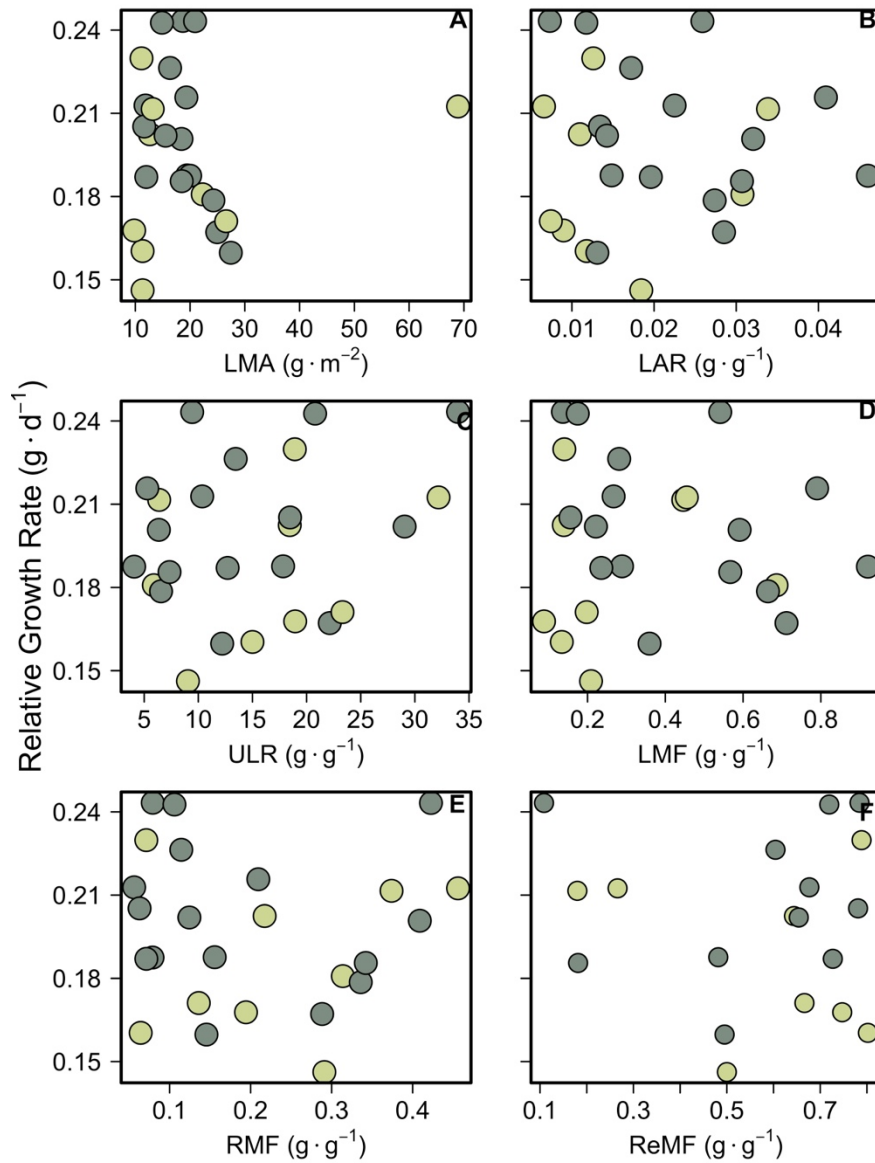 A
B
0.24
0.21
0.18
0.15
10 20 30 40 50 60 70
0.01 0.02 0.03 0.04
LMA (g · m⁻²)
LAR (g · g⁻¹)
Relative Growth Rate (g · d⁻¹)
C
D
0.24
0.21
0.18
0.15
5 10 15 20 25 30 35
0.2 0.4 0.6 0.8
ULR (g · g⁻¹)
LMF (g · g⁻¹)
E
F
0.24
0.21
0.18
0.15
0.1 0.2 0.3 0.4
0.1 0.3 0.5 0.7
RMF (g · g⁻¹)
ReMF (g · g⁻¹)